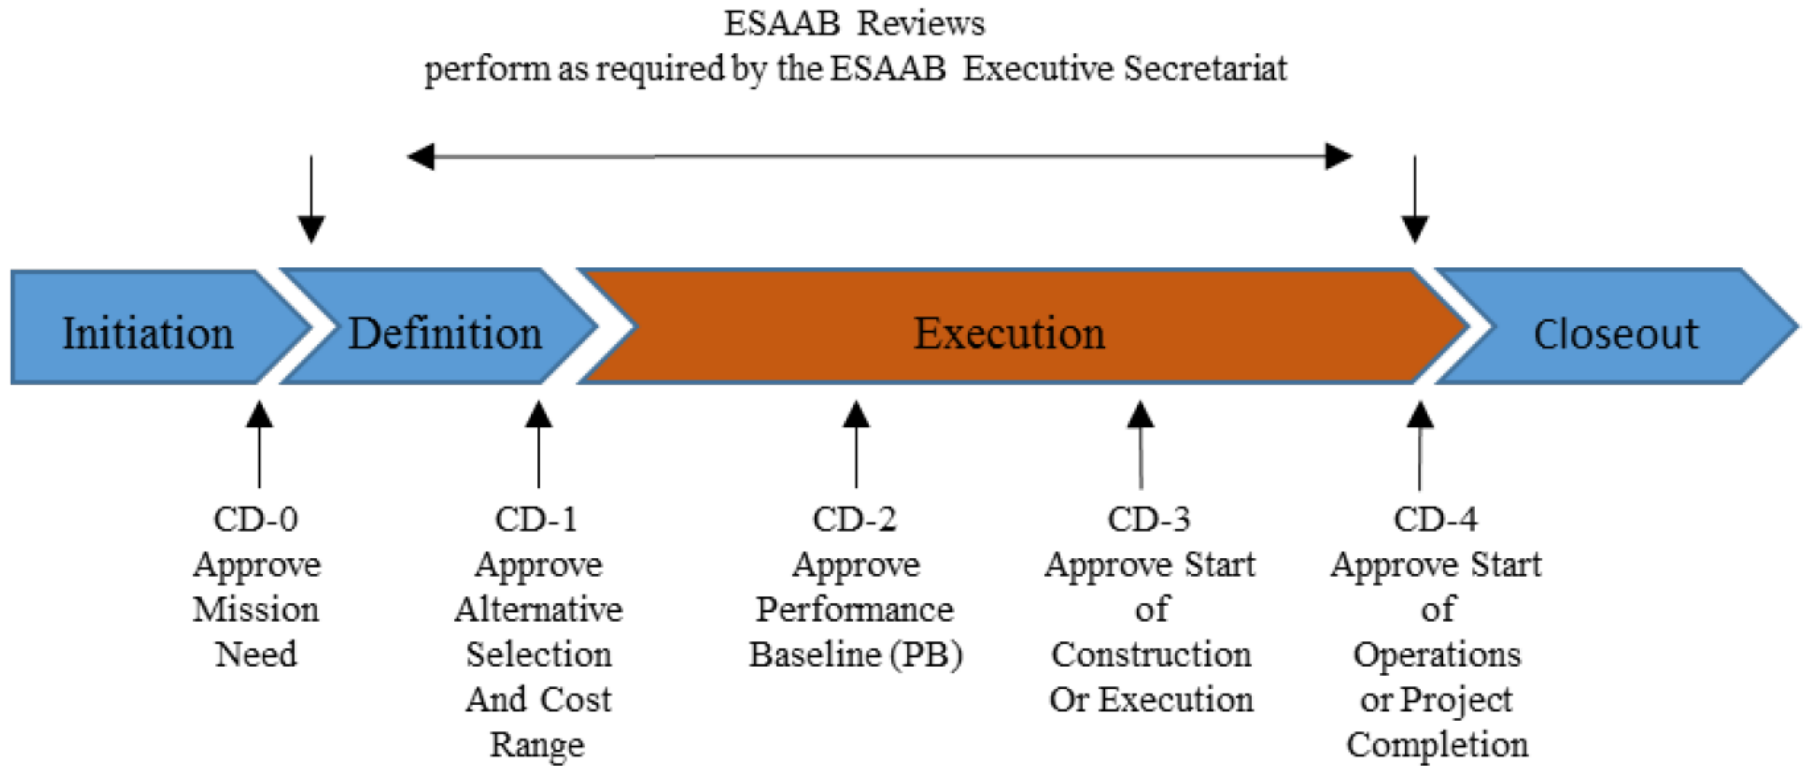 ESAAB Reviews
perform as required by the ESAAB Executive Secretariat
Initiation
Definition
Execution
Closeout
CD-0
Approve
Mission
Need
CD-1
Approve
Alternative
Selection
And Cost
Range
CD-2
Approve
Performance
Baseline (PB)
CD-3
Approve Start
of
Construction
Or Execution
CD-4
Approve Start
of
Operations
or Project
Completion